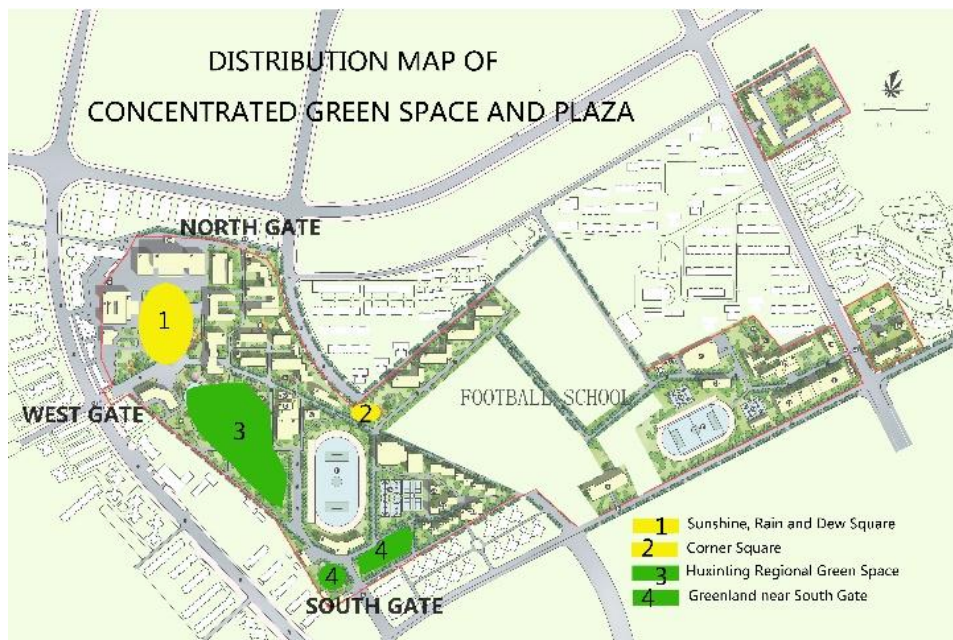 DISTRIBUTION MAP OF
CONCENTRATED GREEN SPACE AND PLAZA
NORTH GATE
1
WEST GATE
2
FOOTBALL SCHOOL
3
4
4
SOUTH GATE
1 Sunshine, Rain and Dew Square
2 Corner Square
3 Huxinting Regional Green Space
4 Greenland near South Gate